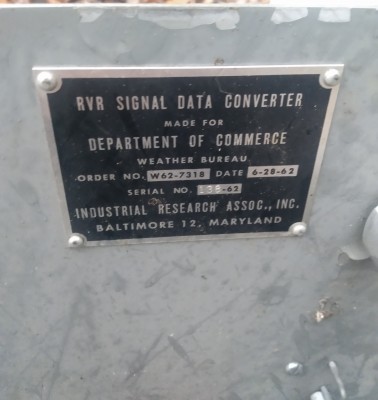 RVR SIGNAL DATA CONVERTER
MADE FOR
DEPARTMENT OF COMMERCE
WEATHER BUREAU
ORDER NO. W62-7318 DATE 6-28-62
SERIAL NO. -62
INDUSTRIAL RESEARCH ASSOC., INC.
BALTIMORE 12, MARYLAND